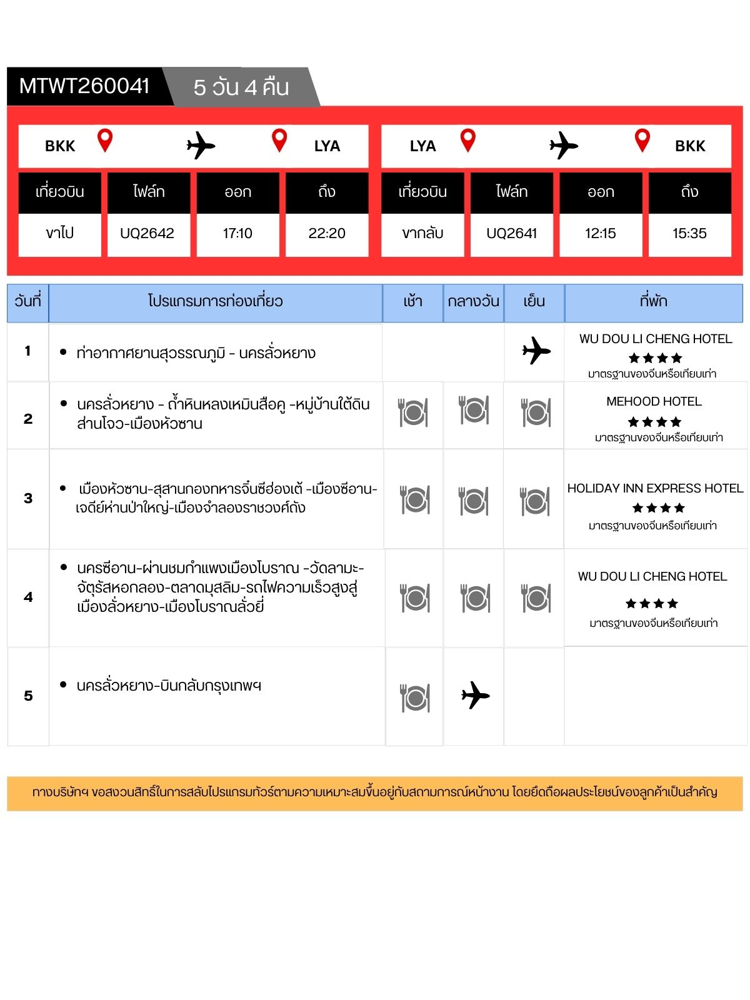 MTWT260041
5 วัน 4 คืน
BKK LYA
LYA BKK
เที่ยวบิน ไฟล์ท ออก ถึง
เที่ยวบิน ไฟล์ท ออก ถึง
ขาไป UQ2642 17:10 22:20
ขากลับ UQ2641 12:15 15:35
วันที่ โปรแกรมการท่องเที่ยว เช้า กลางวัน เย็น ที่พัก
1
• ท่าอากาศยานสุวรรณภูมิ - นครลั่วหยาง
WU DOU LI CHENG HOTEL
★★★★
มาตรฐานของจีนหรือเทียบเท่า
2
• นครลั่วหยาง - ถ้ำหินหลงเหมินสือคู -หมู่บ้านใต้ดิน
ส่านโจว-เมืองหัวซาน
MEHOOD HOTEL
★★★★
มาตรฐานของจีนหรือเทียบเท่า
3
• เมืองหัวซาน-สุสานกองทหารจิ๋นซีฮ่องเต้ -เมืองซีอาน-
เจดีย์ห่านป่าใหญ่-เมืองจำลองราชวงศ์ถัง
HOLIDAY INN EXPRESS HOTEL
★★★★
มาตรฐานของจีนหรือเทียบเท่า
4
• นครซีอาน-ผ่านชมกำแพงเมืองโบราณ -วัดลามะ-
จัตุรัสหอกลอง-ตลาดมุสลิม-รถไฟความเร็วสูงสู่
เมืองลั่วหยาง-เมืองโบราณลั่วยี่
WU DOU LI CHENG HOTEL
★★★★
มาตรฐานของจีนหรือเทียบเท่า
5
• นครลั่วหยาง-บินกลับกรุงเทพฯ
ทางบริษัทฯ ขอสงวนสิทธิ์ในการสลับโปรแกรมทัวร์ตามความเหมาะสมขึ้นอยู่กับสถามการณ์หน้างาน โดยยึดถือผลประโยชน์ของลูกค้าเป็นสำคัญ